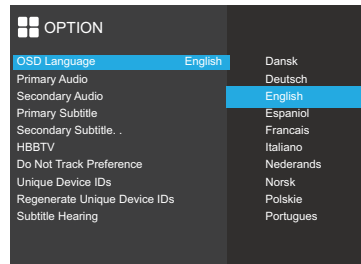 OPTION
OSD Language English
Primary Audio
Secondary Audio
Primary Subtitle
Secondary Subtitle. .
HBBTV
Do Not Track Preference
Unique Device IDs
Regenerate Unique Device IDs
Subtitle Hearing
Dansk
Deutsch
English
Espaniol
Francais
Italiano
Nederands
Norsk
Polskie
Portugues